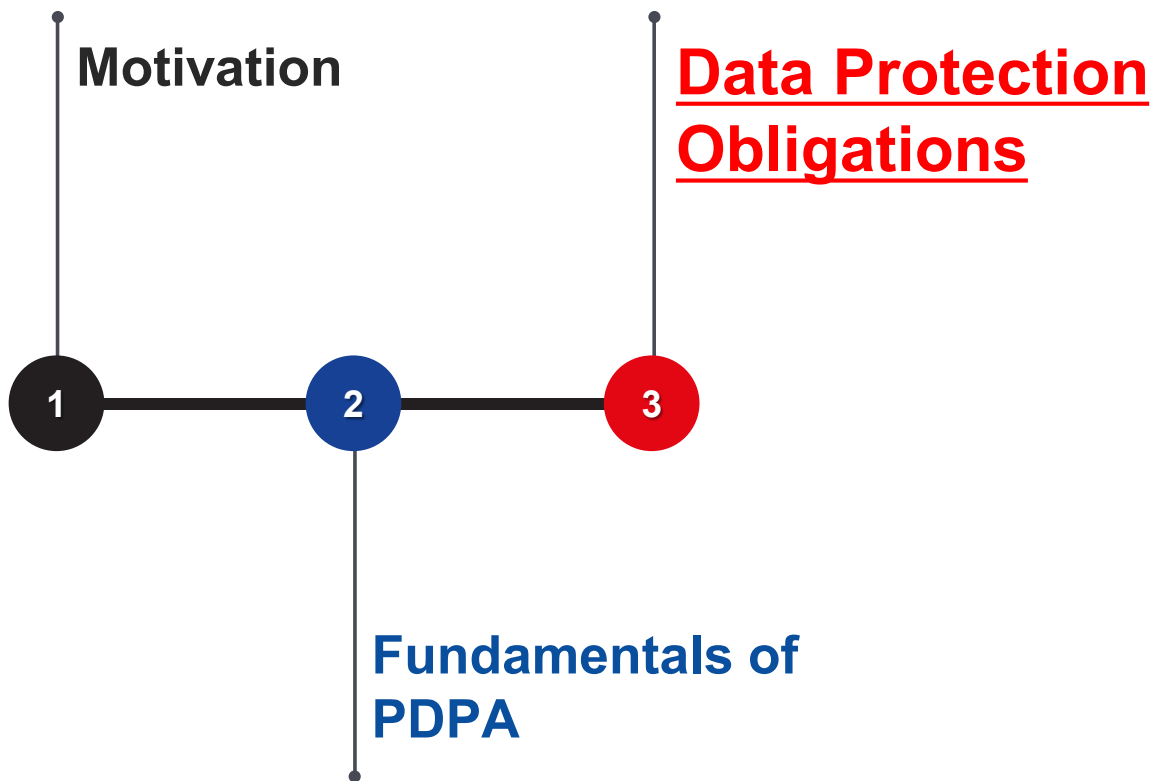 Motivation
Data Protection
Obligations
1
2
3
Fundamentals of
PDPA